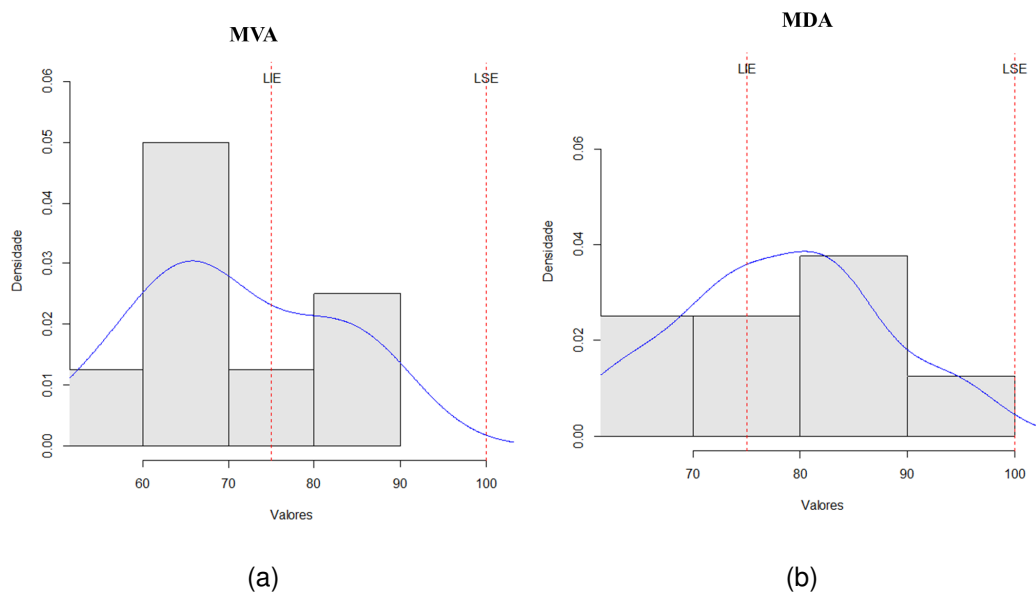 MVA
LIE
LSE
0.06
0.05
0.04
0.03
0.02
0.01
0.00
Densidade
60 70 80 90 100
Valores
(a)
MDA
LIE
LSE
0.06
0.04
0.02
0.00
Densidade
70 80 90 100
Valores
(b)